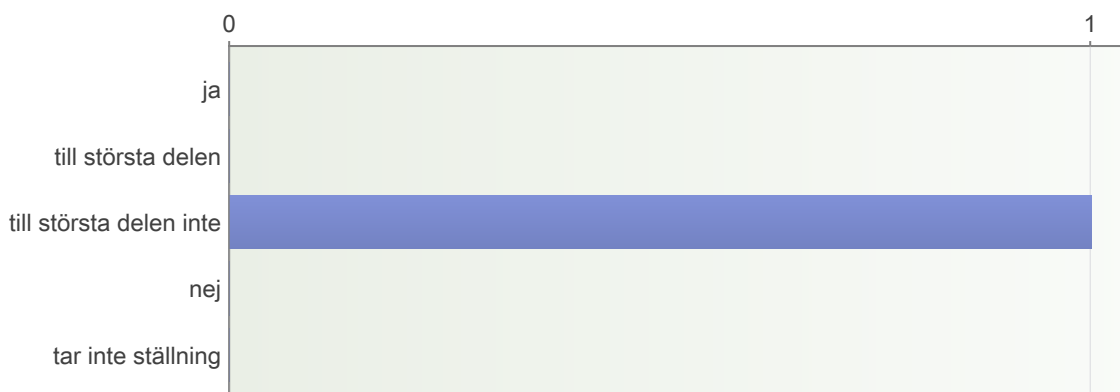 0 1
ja
till största delen
till största delen inte
nej
tar inte ställning